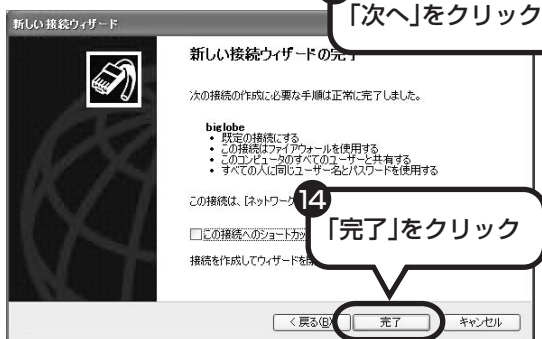 「次へ」をクリック
新しい接続ウィザード
新しい接続ウィザードの完了
次の接続の作成に必要な手順は正常に完了しました。
biglobe
• 既定の接続にする
• この接続はファイアウォールを使用する
• このコンピュータのすべてのユーザーと共有する
• すべての人に同じユーザー名とパスワードを使用する
この接続は、[ネットワーク
14
「完了」をクリック
この接続へのショートカッ
接続を作成してウィザードを閉
< 戻る(B)
完了
キャンセル